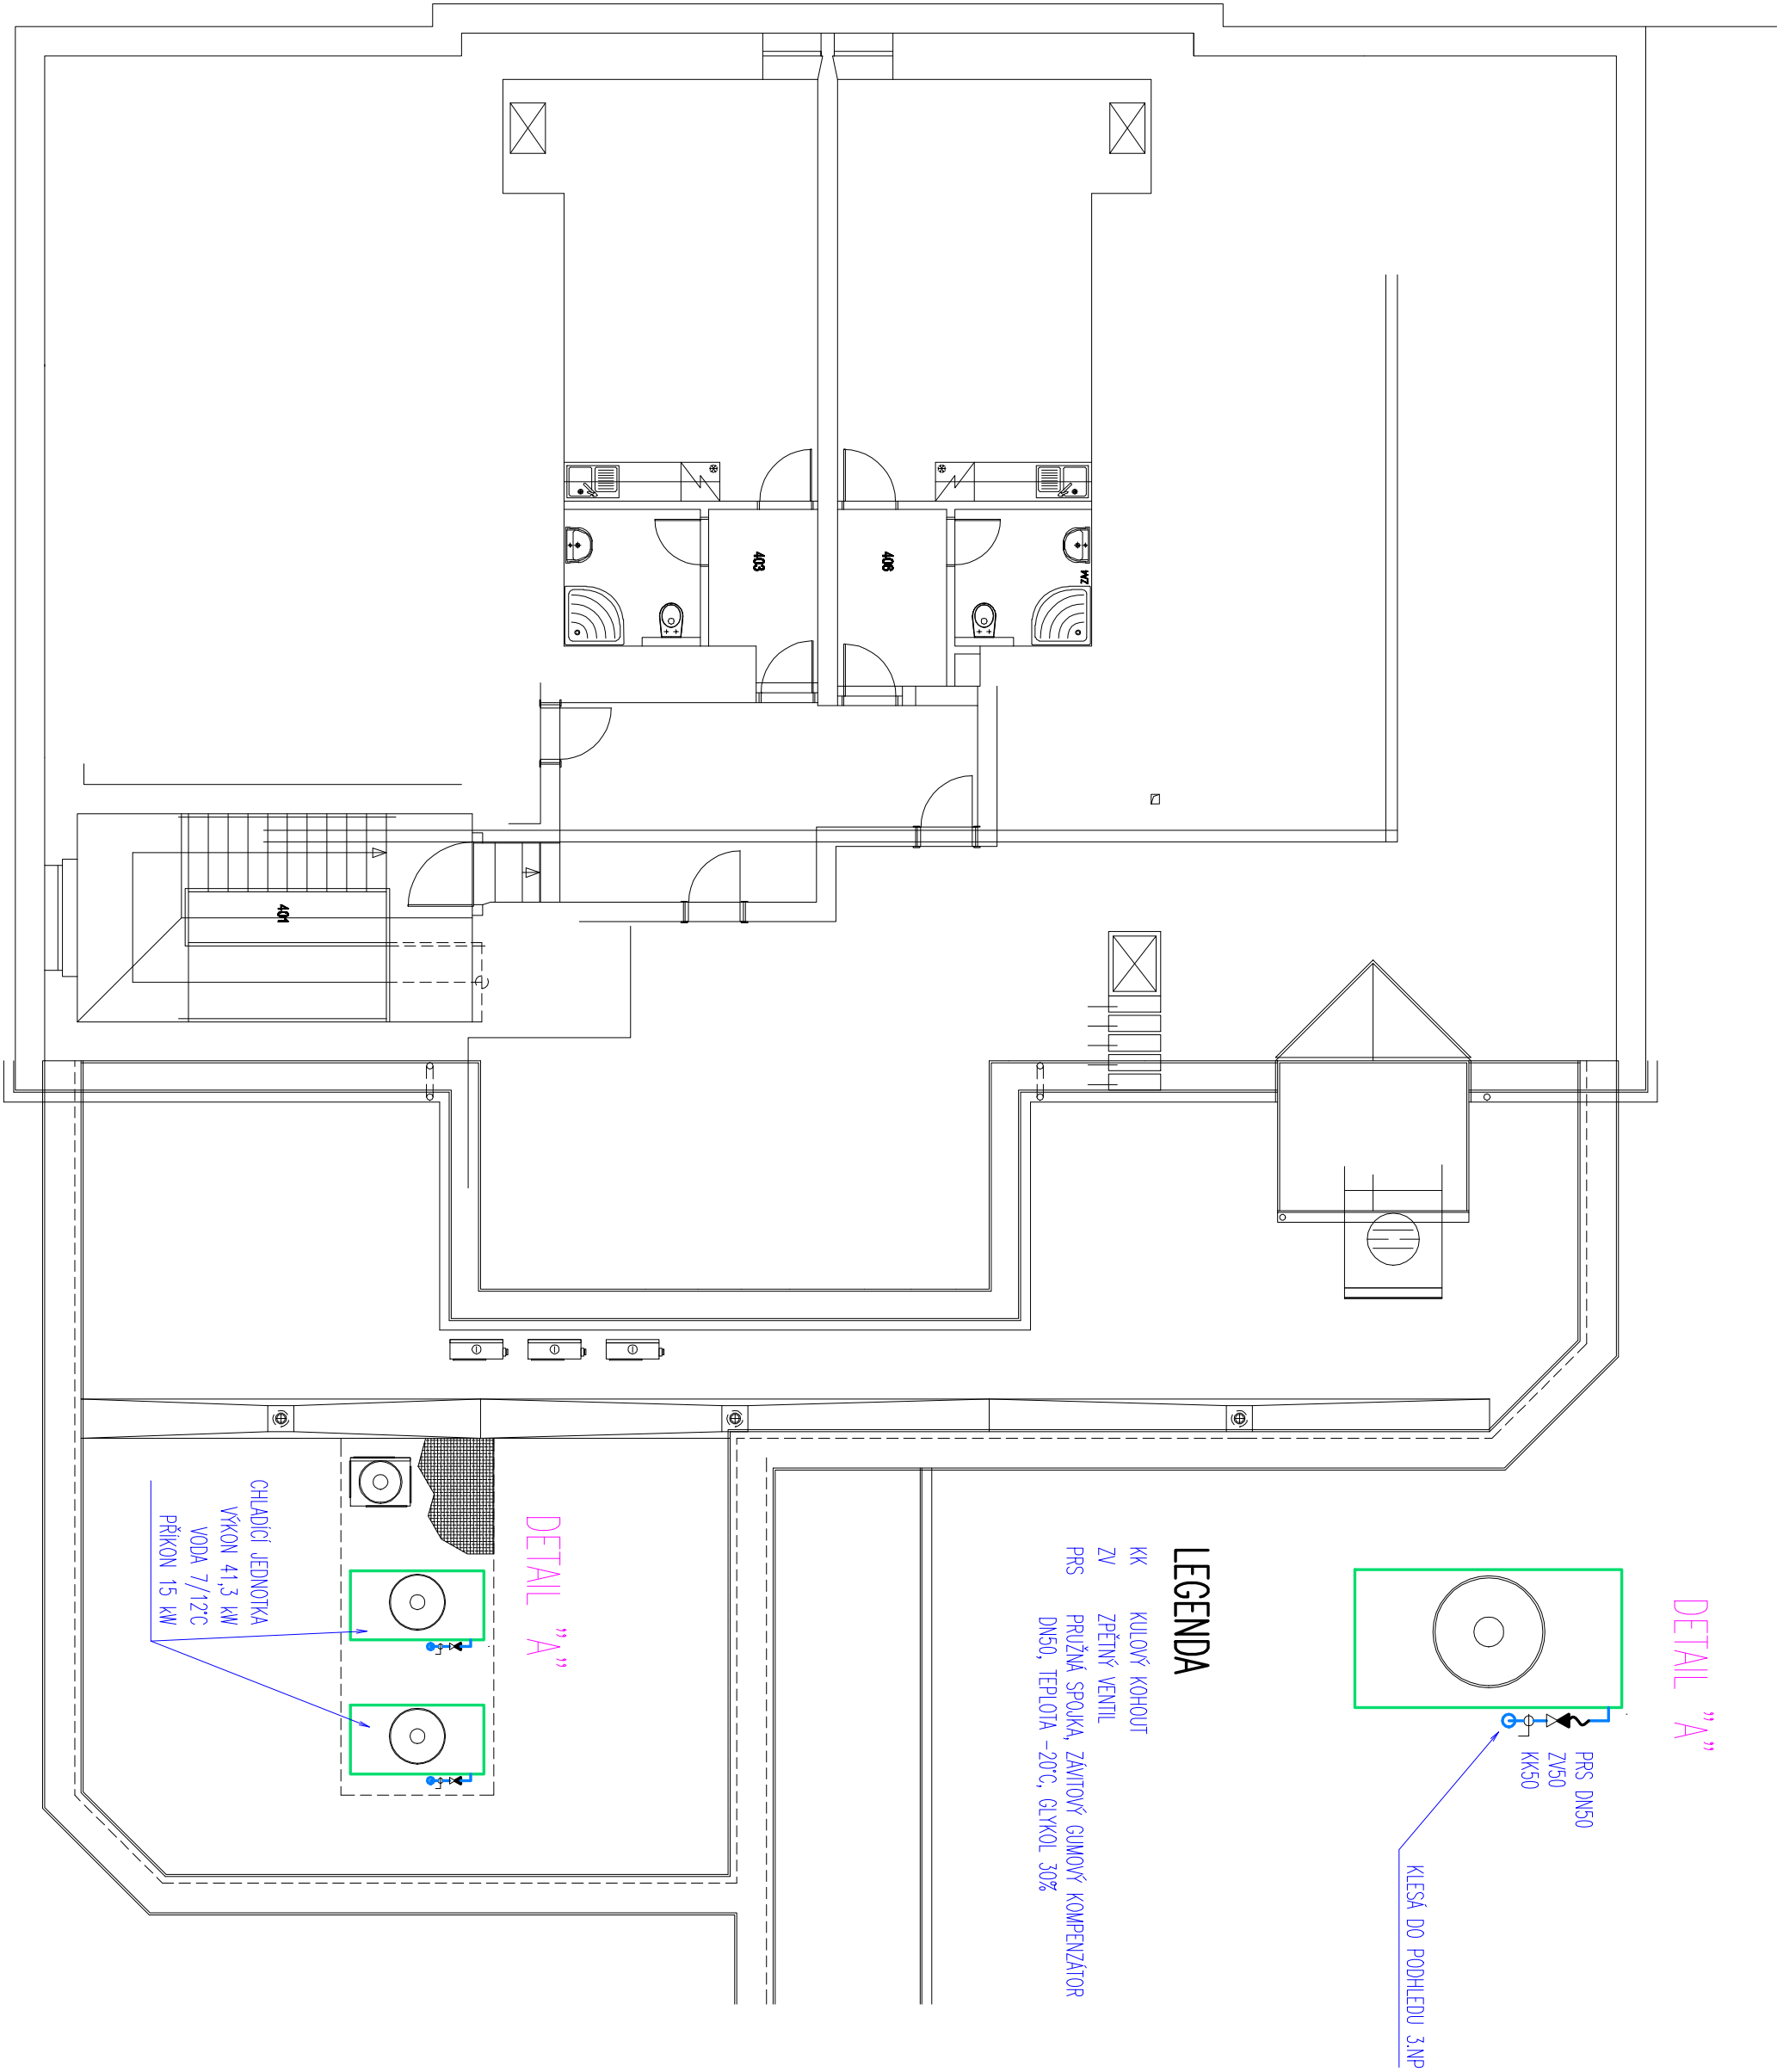 DETAIL "A"
PRS DN50
ZV50
KK50
KLESÁ DO PODHLEDU 3.NP
LEGENDA
KK KULOVÝ KOHOUT
ZV ZPĚTNÝ VENTIL
PRS PRUŽNÁ SPOJKA, ZÁVITOVÝ GUMOVÝ KOMPENZÁTOR
DN50, TEPLOTA -20°C, GLYKOL 30%
DETAIL "A"
CHLADÍCÍ JEDNOTKA
VÝKON 41,3 kW
VODA 7/12°C
PŘÍKON 15 kW
406
403
401